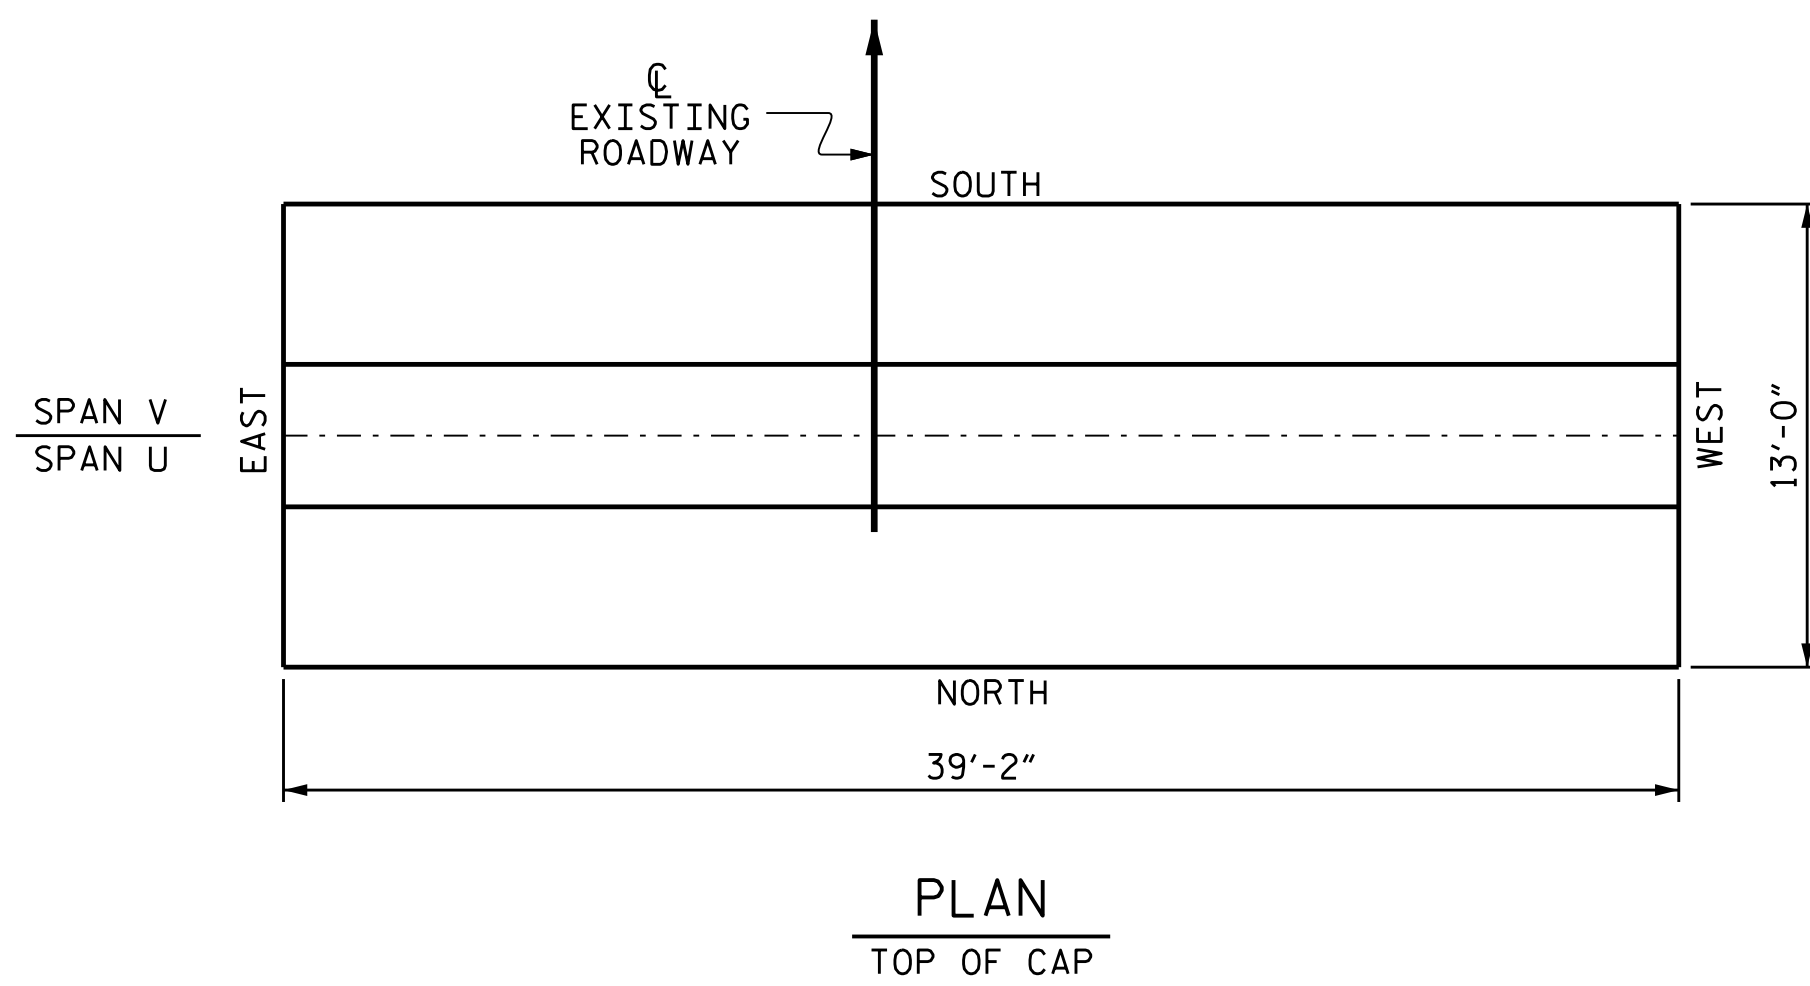 ℄
EXISTING
ROADWAY
SOUTH
SPAN V
SPAN U
EAST
WEST
13'-0"
NORTH
39'-2"
PLAN
TOP OF CAP